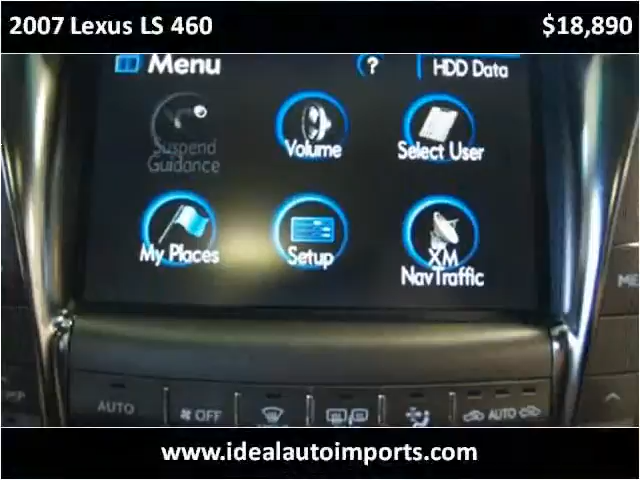 2007 Lexus LS 460 $18,890
Menu ? HDD Data
Suspend Guidance
Volume
Select User
My Places
Setup
XM NavTraffic
AUTO
OFF
AUTO
www.idealautoimports.com